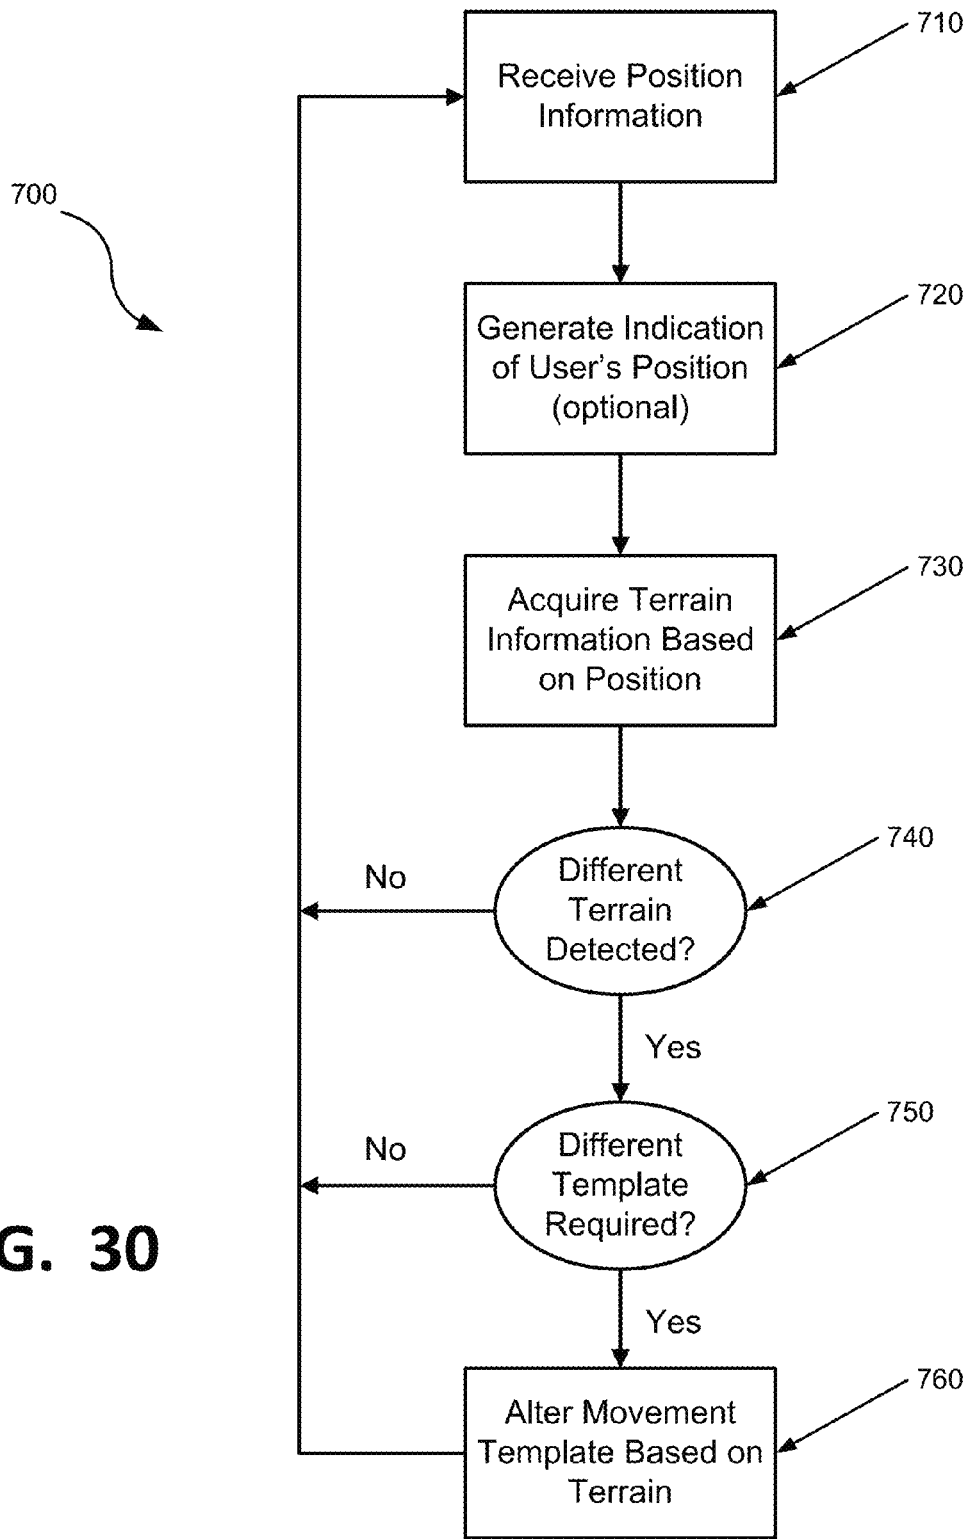 710
Receive Position
Information
700
720
Generate Indication
of User's Position
(optional)
730
Acquire Terrain
Information Based
on Position
740
Different
Terrain
Detected?
No
Yes
750
Different
Template
Required?
No
G. 30
Yes
760
Alter Movement
Template Based on
Terrain